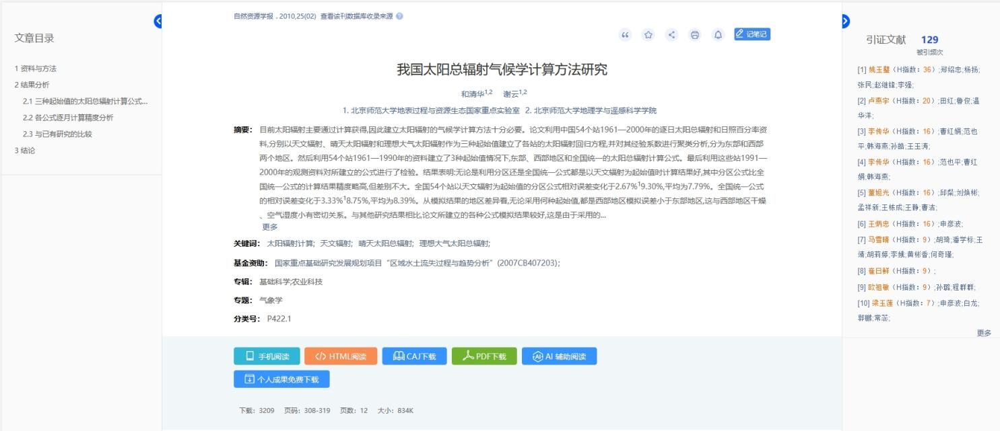 文章目录
1 资料与方法
2 结果分析
2.1 三种起始值的太阳总辐射计算公式...
2.2 各公式逐月计算精度分析
2.3 与已有研究的比较
3 结论
自然资源学报 . 2010,25(02) 查看该刊数据库收录来源
记笔记
我国太阳总辐射气候学计算方法研究
和清华1,2 谢云1,2
1. 北京师范大学地表过程与资源生态国家重点实验室 2. 北京师范大学地理学与遥感科学学院
摘要： 目前太阳辐射主要通过计算获得,因此建立太阳辐射的气候学计算方法十分必要。论文利用中国54个站1961—2000年的逐日太阳总辐射和日照百分率资
料,分别以天文辐射、晴天太阳辐射和理想大气太阳辐射作为三种起始值建立了各站的太阳辐射回归方程,并对其经验系数进行聚类分析,分为东部和西部
两个地区。然后利用54个站1961—1990年的资料建立了3种起始值情况下,东部、西部地区和全国统一的太阳总辐射计算公式。最后利用这些站1991—
2000年的观测资料对所建立的公式进行了检验。结果表明:无论是利用分区还是全国统一公式都是以天文辐射为起始值时计算结果好,其中分区公式比全
国统一公式的计算结果精度略高,但差别不大。全国54个站以天文辐射为起始值的分区公式相对误差变化于2.67%19.30%,平均为7.79%。全国统一公式
的相对误差变化于3.33%18.75%,平均为8.39%。从模拟结果的地区差异看,无论采用何种起始值,都是西部地区模拟误差小于东部地区,这与西部地区干燥
、空气湿度小有密切关系。与其他研究结果相比,论文所建立的各种公式模拟结果较好,这是由于采用的...
更多
关键词： 太阳辐射计算; 天文辐射; 晴天太阳总辐射; 理想大气太阳总辐射;
基金资助： 国家重点基础研究发展规划项目“区域水土流失过程与趋势分析”(2007CB407203);
专辑： 基础科学;农业科技
专题： 气象学
分类号： P422.1
手机阅读 HTML阅读 CAJ下载 PDF下载 AI 辅助阅读
个人成果免费下载
下载：3209 页码：308-319 页数：12 大小：834K
引证文献 129
被引频次
[1] 姚玉璧（H指数：36）;郑绍忠;杨扬;
张民;赵继锋;李强;
[2] 卢燕宇（H指数：20）;田红;鲁俊;温
华洋;
[3] 李传华（H指数：16）;曹红娟;范也
平;韩海燕;孙皓;王玉涛;
[4] 李传华（H指数：16）;范也平;曹红
娟;韩海燕;
[5] 董旭光（H指数：16）;邱粲;刘焕彬;
孟祥新;王栋成;王静;曹洁;
[6] 王炳忠（H指数：16）;申彦波;
[7] 马雪晴（H指数：9）;胡琦;潘学标;王
靖;胡莉婷;李蛾;黄彬香;何奇瑾;
[8] 崔日鲜（H指数：9）;
[9] 欧祖敏（H指数：9）;孙璐;程群群;
[10] 梁玉莲（H指数：7）;申彦波;白龙;
郭鹏;常蕊;
更多